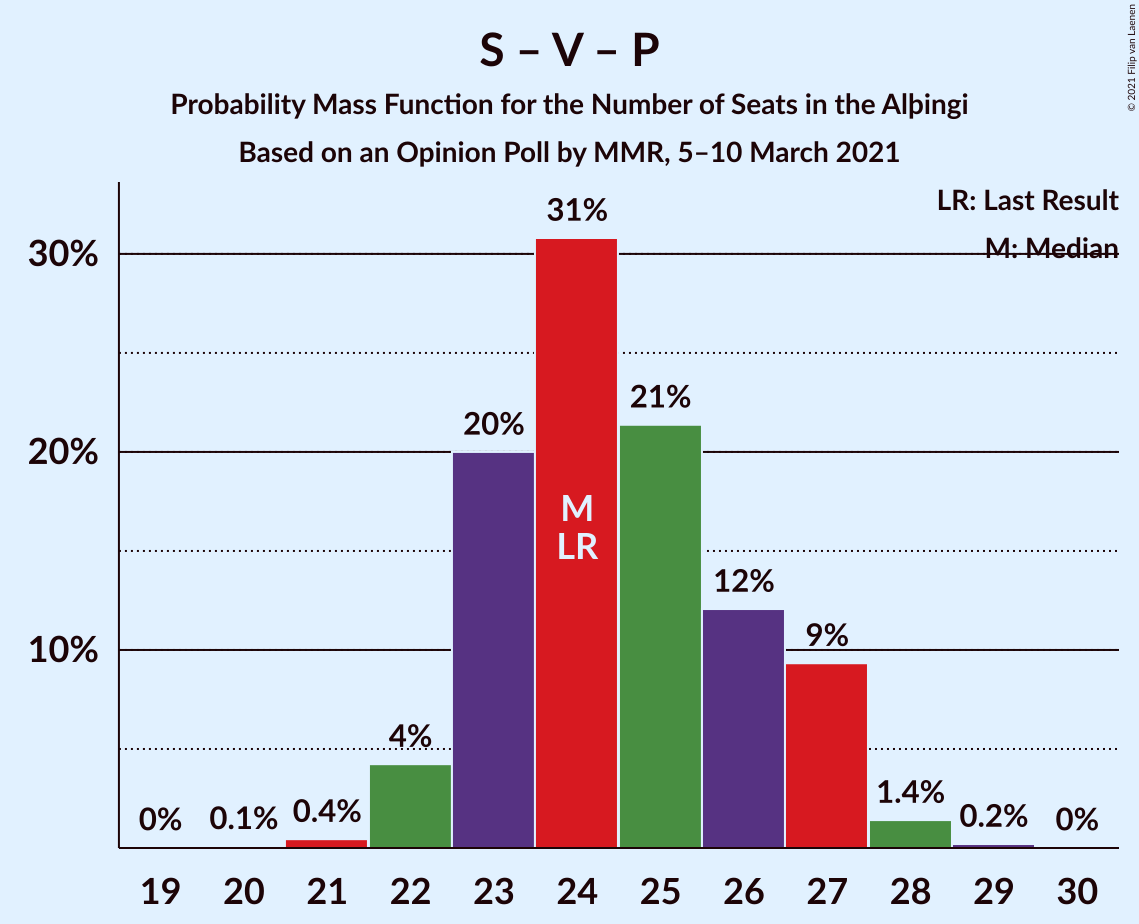 S – V – P
Probability Mass Function for the Number of Seats in the Alþingi
Based on an Opinion Poll by MMR, 5–10 March 2021
© 2021 Filip van Laenen
LR: Last Result
M: Median
30%
20%
10%
0%
0.1%
0.4%
4%
20%
31%
21%
12%
9%
1.4%
0.2%
0%
M
LR
19 20 21 22 23 24 25 26 27 28 29 30